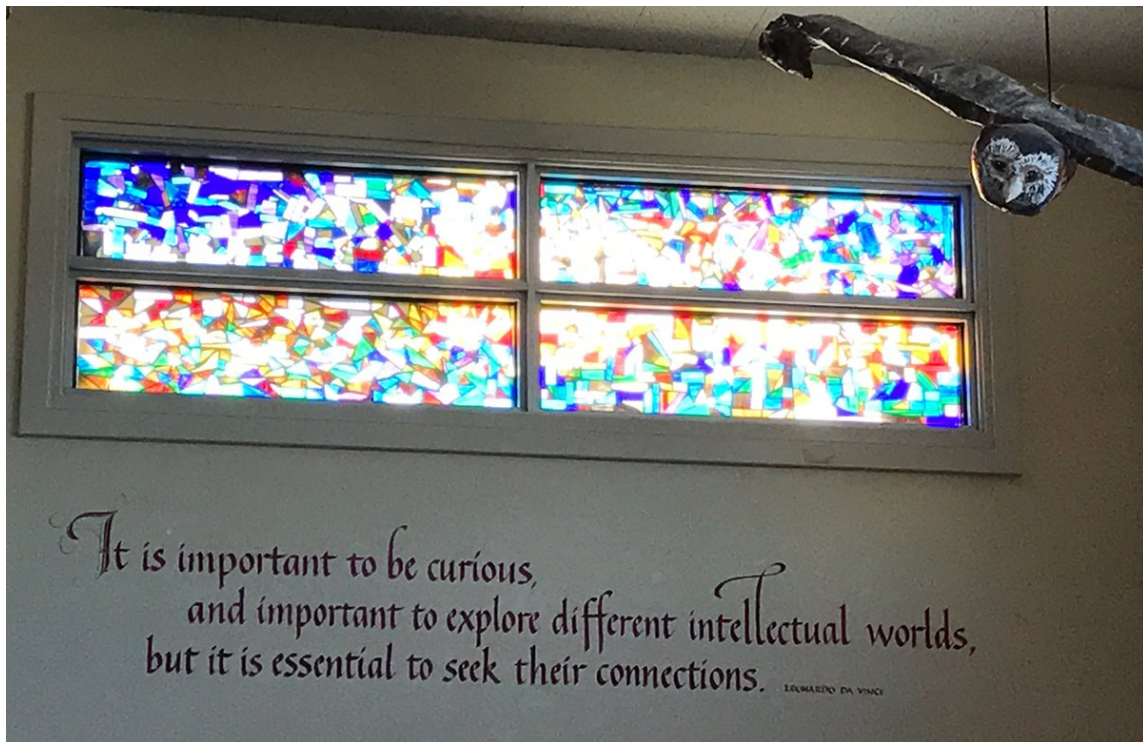 It is important to be curious,
and important to explore different intellectual worlds,
but it is essential to seek their connections. LEONARDO DA VINCI